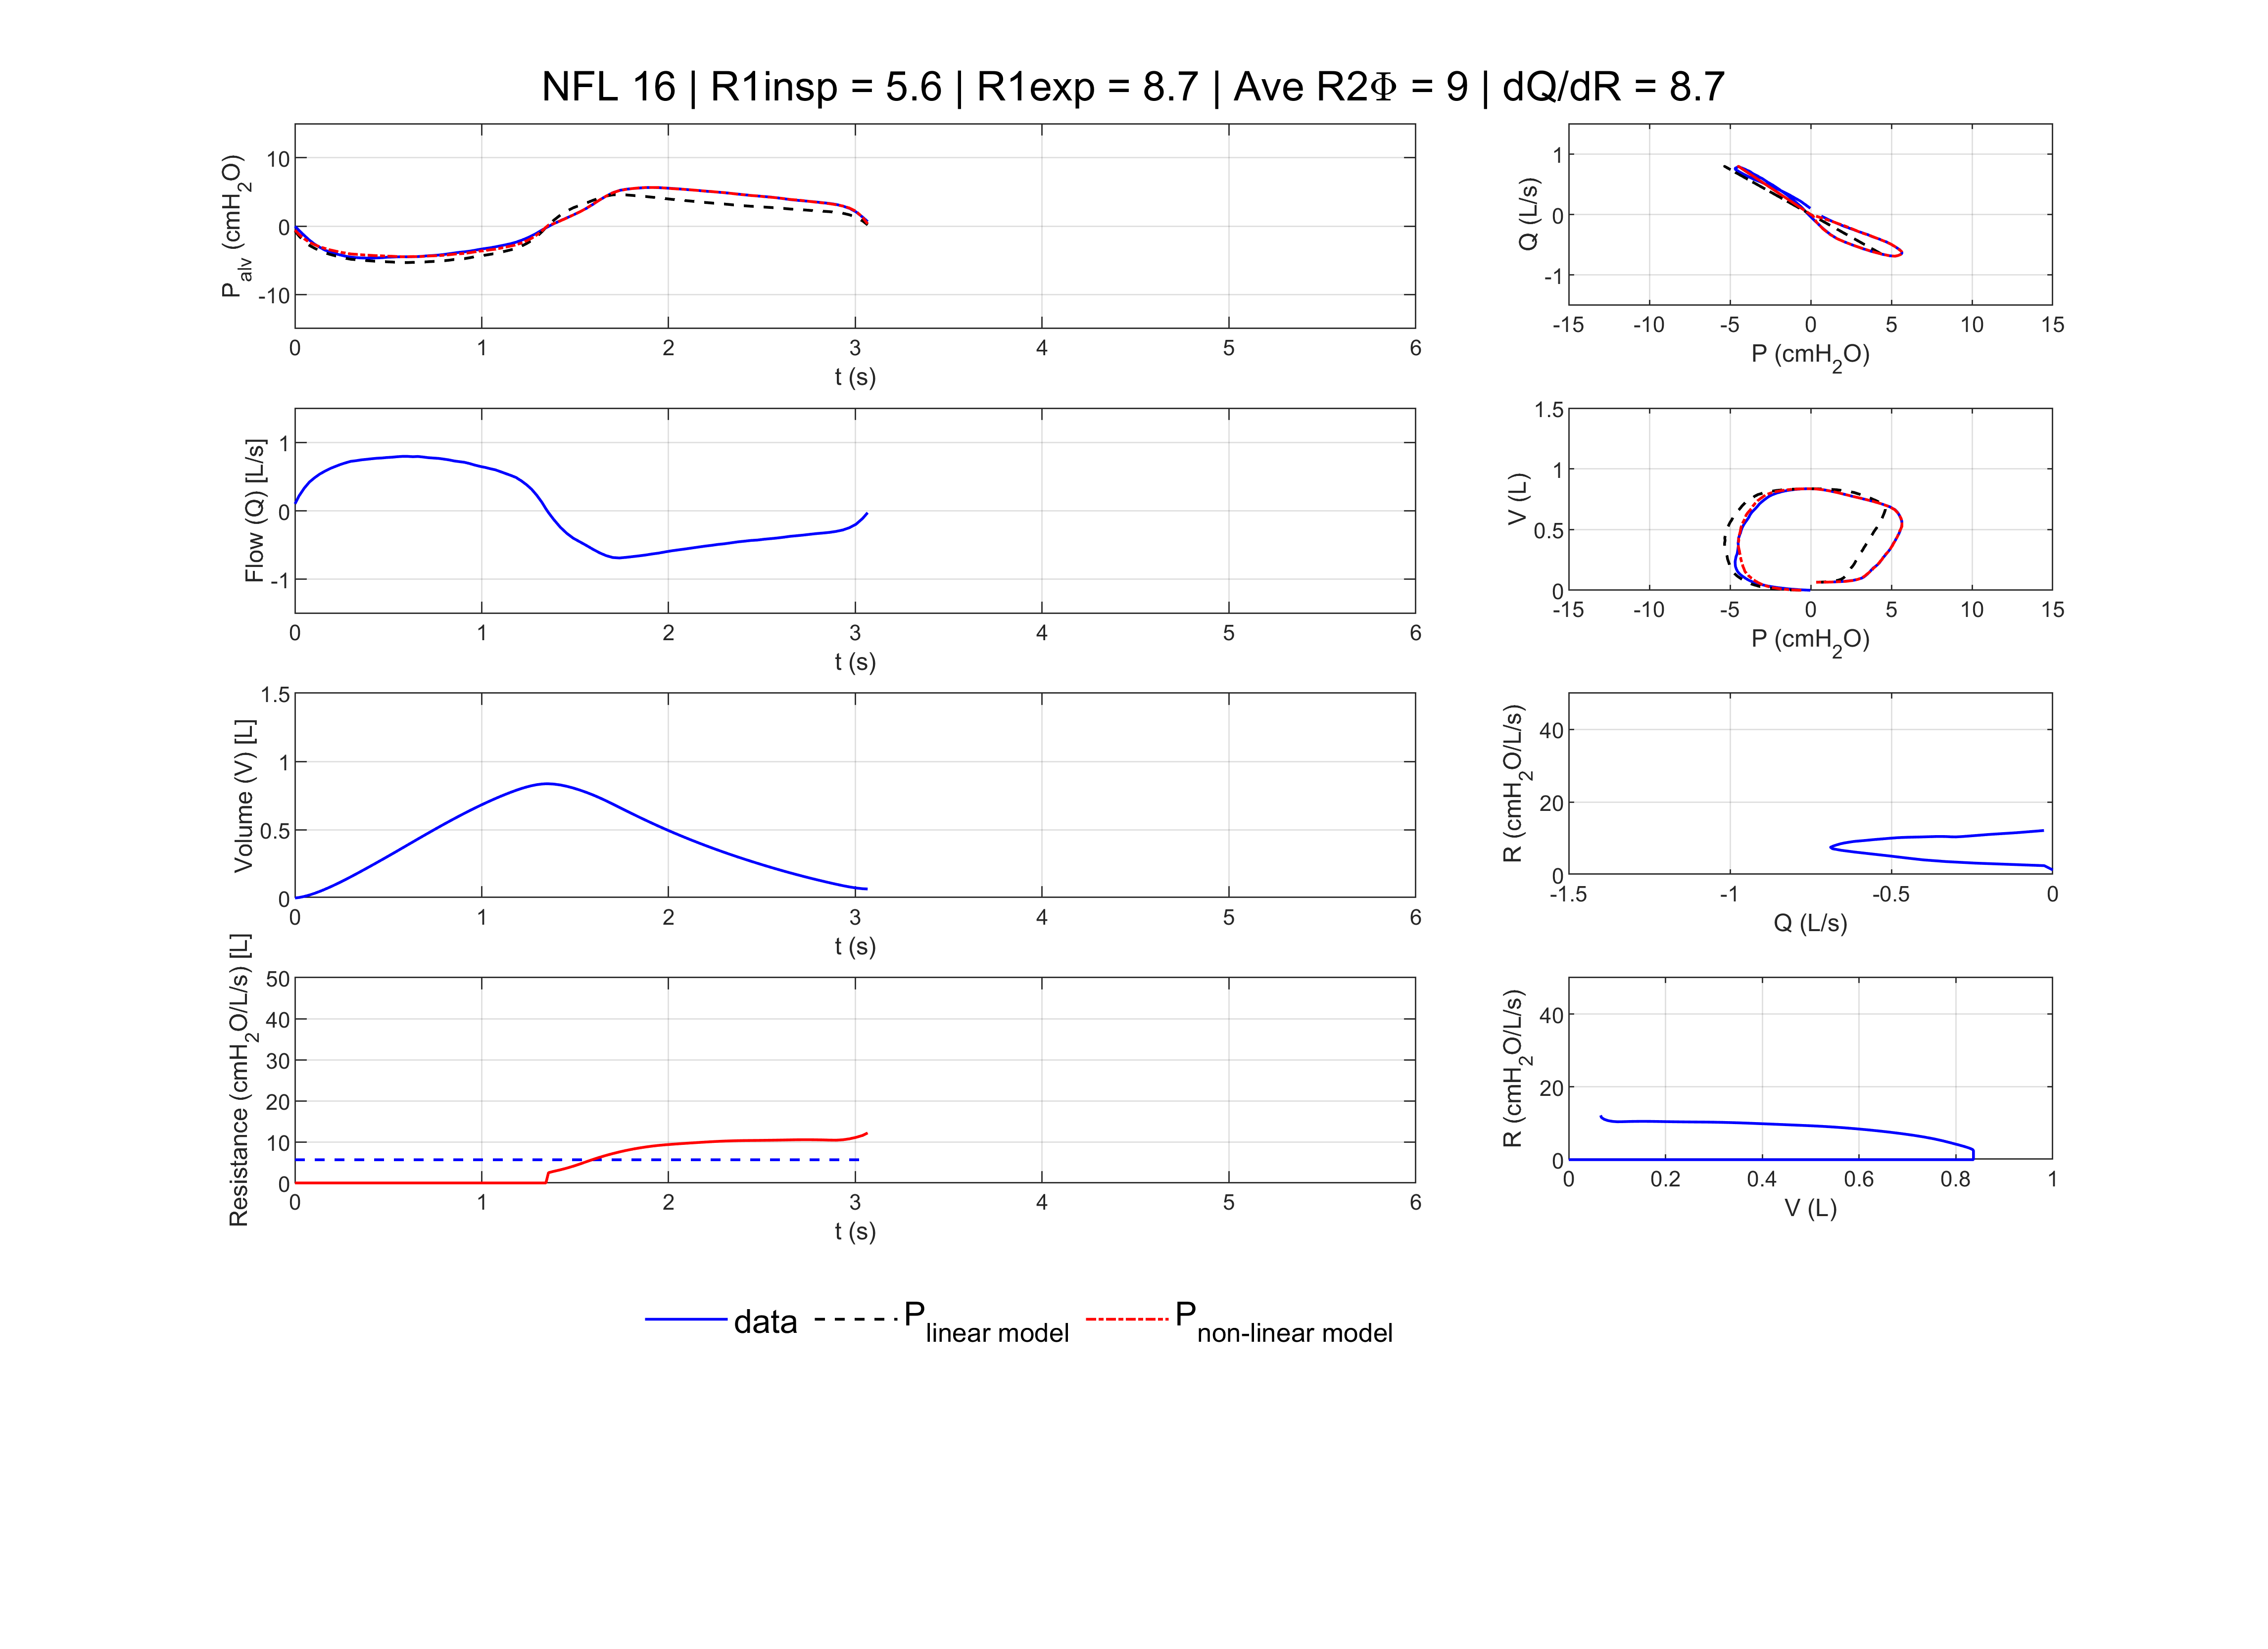 NFL 16 | R1insp = 5.6 | R1exp = 8.7 | Ave R2Φ = 9 | dQ/dR = 8.7
P_alv (cmH_2O)
10
0
-10
0 1 2 3 4 5 6
t (s)
Q (L/s)
1
0
-1
-15 -10 -5 0 5 10 15
P (cmH_2O)
Flow (Q) [L/s]
1
0
-1
0 1 2 3 4 5 6
t (s)
V (L)
1.5
1
0.5
0
-15 -10 -5 0 5 10 15
P (cmH_2O)
Volume (V) [L]
1.5
1
0.5
0
0 1 2 3 4 5 6
t (s)
R (cmH_2O/L/s)
40
20
0
-1.5 -1 -0.5 0
Q (L/s)
Resistance (cmH_2O/L/s) [L]
50
40
30
20
10
0
0 1 2 3 4 5 6
t (s)
R (cmH_2O/L/s)
40
20
0
0 0.2 0.4 0.6 0.8 1
V (L)
data P_linear model P_non-linear model